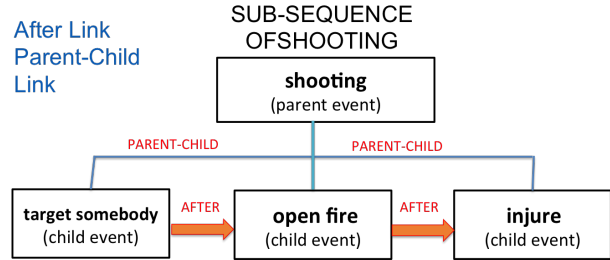 After Link
Parent-Child
Link
SUB-SEQUENCE
OFSHOOTING
shooting
(parent event)
PARENT-CHILD
PARENT-CHILD
target somebody
(child event)
AFTER
open fire
(child event)
AFTER
injure
(child event)